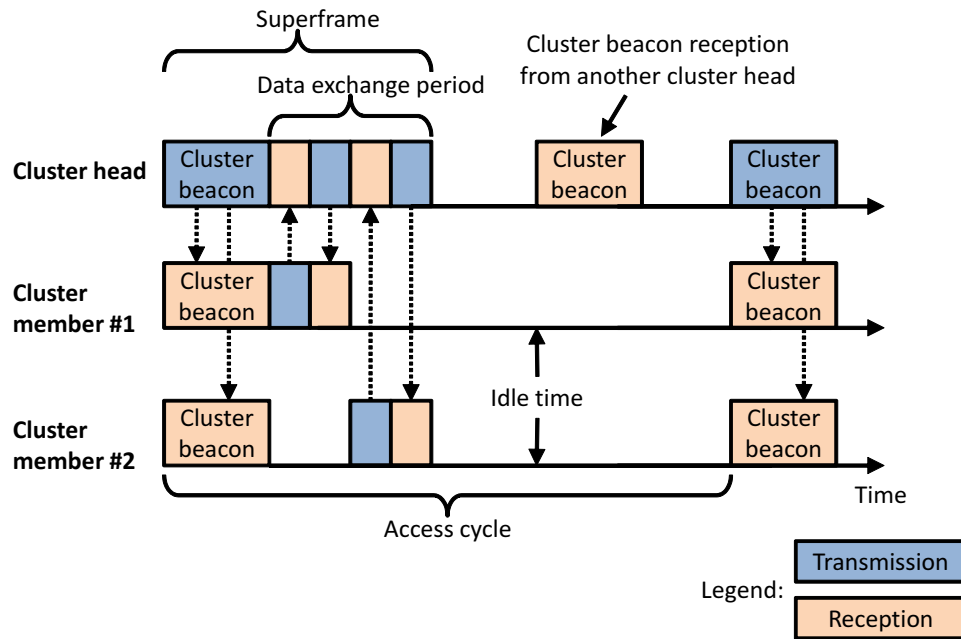 Superframe
Cluster beacon reception
from another cluster head
Data exchange period
Cluster head
Cluster
beacon
Cluster
beacon
Cluster
beacon
Cluster
member #1
Cluster
beacon
Cluster
beacon
Idle time
Cluster
member #2
Cluster
beacon
Cluster
beacon
Time
Access cycle
Legend:
Transmission
Reception